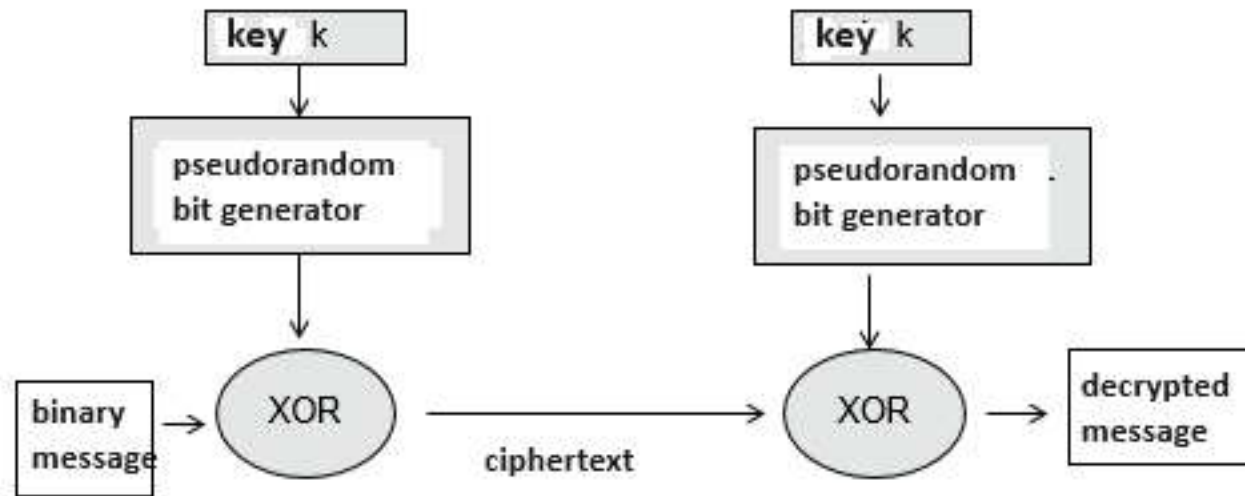 key k
key k
pseudorandom
bit generator
pseudorandom
bit generator
XOR
XOR
binary
message
ciphertext
decrypted
message